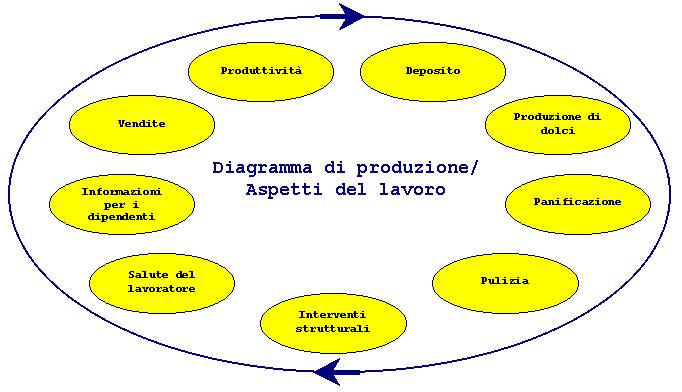 Produttività
Deposito
Vendite
Produzione di
dolci
Diagramma di produzione/
Aspetti del lavoro
Informazioni
per i
dipendenti
Panificazione
Salute del
lavoratore
Pulizia
Interventi
strutturali